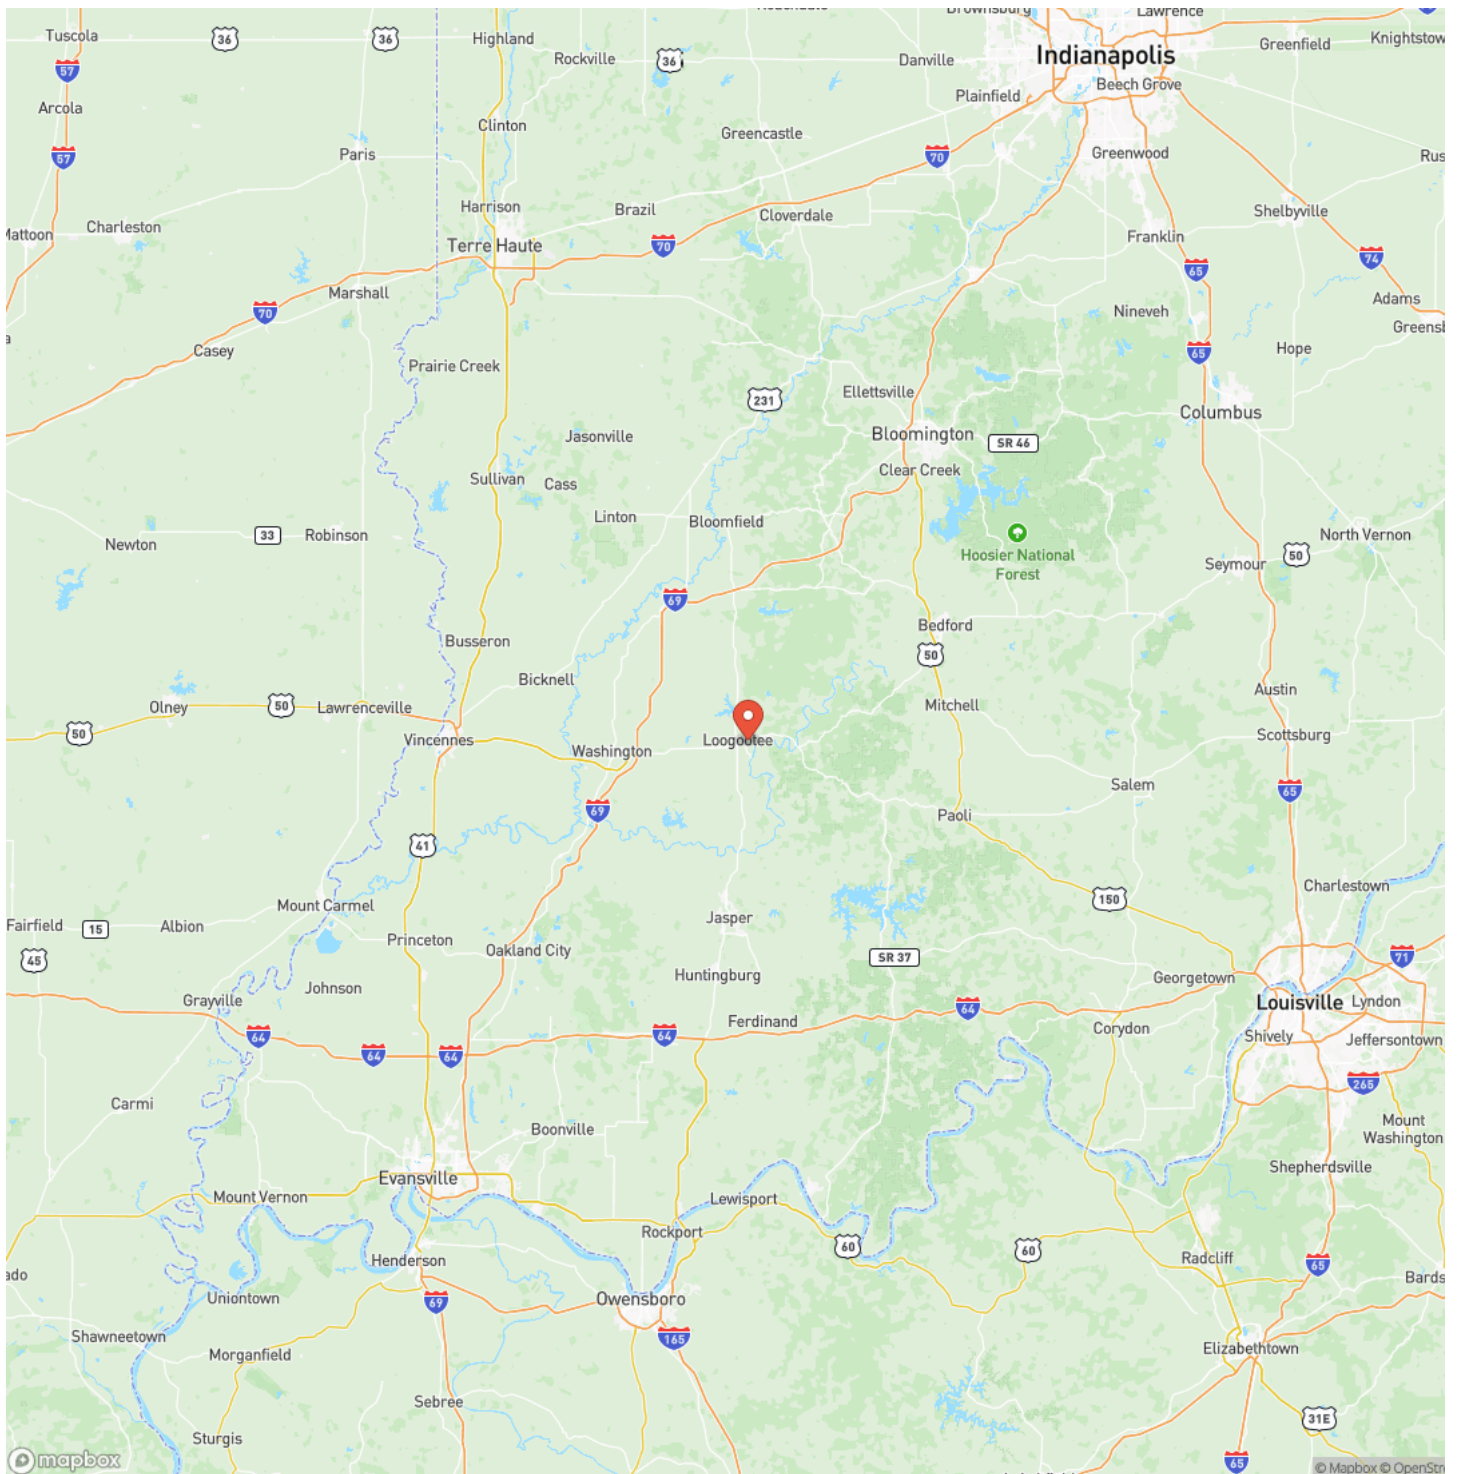 Lawrence
Tuscola
36
36
Highland
Rockville
36
Danville
Indianapolis
Greenfield
57
Plainfield
Beech Grove
Arcola
Clinton
Greencastle
57
Paris
70
Greenwood
Harrison
Brazil
Cloverdale
Shelbyville
Charleston
Terre Haute
70
Franklin
74
65
Marshall
70
Nineveh
Adams
Casey
Prairie Creek
65
Hope
Ellettsville
231
Columbus
Jasonville
Bloomington
SR 46
Clear Creek
Sullivan
Cass
Linton
Bloomfield
Newton
33
Robinson
Hoosier National
Forest
North Vernon
50
Seymour
69
Bedford
Busseron
50
Bicknell
Austin
Olney
50
Lawrenceville
Mitchell
50
Vincennes
Washington
Loogootee
Scottsburg
Salem
65
69
Paoli
41
Charlestown
Mount Carmel
150
Fairfield
15
Albion
Jasper
Princeton
Oakland City
45
SR 37
71
Huntingburg
Georgetown
Johnson
Grayville
Louisville
Lyndon
64
Ferdinand
64
Corydon
64
64
64
Shively
Jeffersontown
265
Carmi
Boonville
Mount
Washington
Evansville
Shepherdsville
Mount Vernon
Lewisport
Rockport
60
60
Henderson
Radcliff
65
Uniontown
69
Owensboro
Shawneetown
165
Morganfield
Elizabethtown
Sebree
31E
Sturgis
mapbox
65
© Mapbox © OpenStr